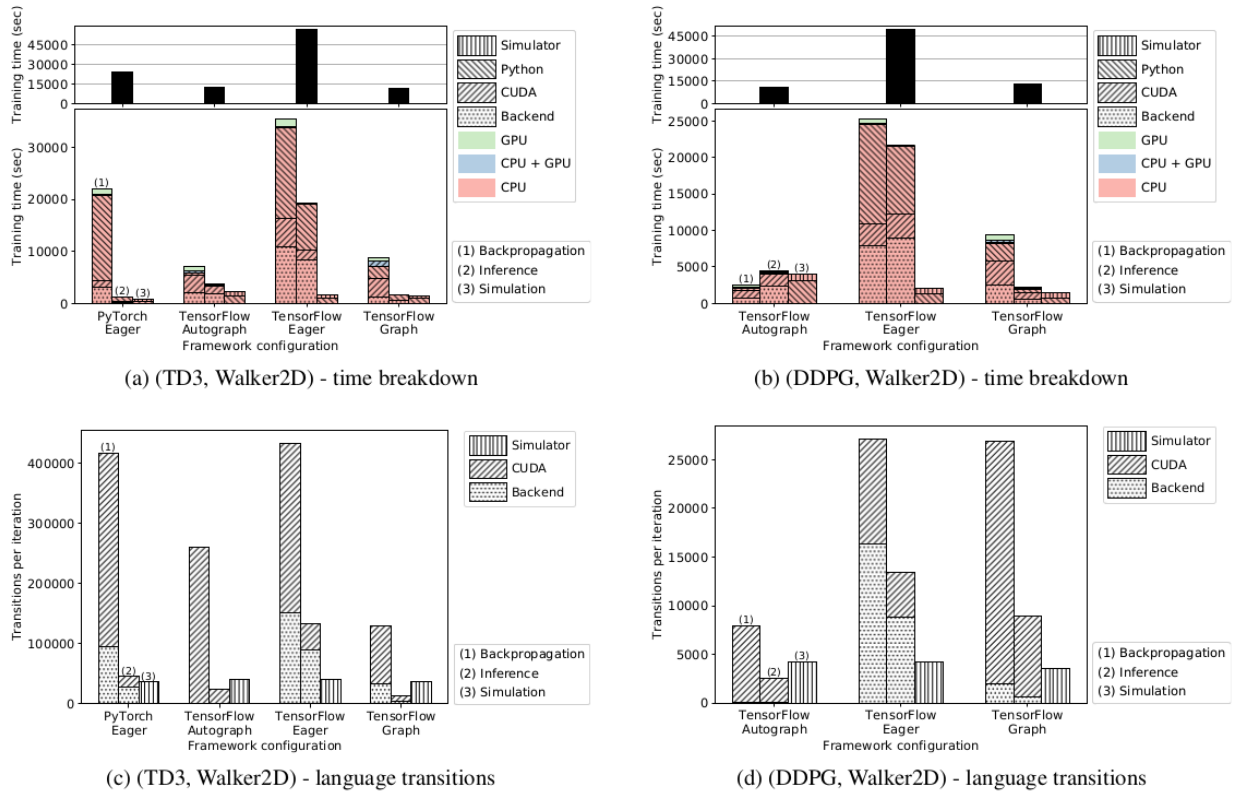 Training time (sec)
45000
30000
15000
0
Training time (sec)
30000
20000
10000
0
(1)
(2)
(3)
PyTorch
Eager
TensorFlow
Autograph
TensorFlow
Eager
TensorFlow
Graph
Framework configuration
Simulator
Python
CUDA
Backend
GPU
CPU + GPU
CPU
(1) Backpropagation
(2) Inference
(3) Simulation
(a) (TD3, Walker2D) - time breakdown
Training time (sec)
45000
30000
15000
0
Training time (sec)
25000
20000
15000
10000
5000
0
(1)
(2)
(3)
TensorFlow
Autograph
TensorFlow
Eager
TensorFlow
Graph
Framework configuration
Simulator
Python
CUDA
Backend
GPU
CPU + GPU
CPU
(1) Backpropagation
(2) Inference
(3) Simulation
(b) (DDPG, Walker2D) - time breakdown
Transitions per iteration
400000
300000
200000
100000
0
(1)
(2)
(3)
PyTorch
Eager
TensorFlow
Autograph
TensorFlow
Eager
TensorFlow
Graph
Framework configuration
Simulator
CUDA
Backend
(1) Backpropagation
(2) Inference
(3) Simulation
(c) (TD3, Walker2D) - language transitions
Transitions per iteration
25000
20000
15000
10000
5000
0
(1)
(2)
(3)
TensorFlow
Autograph
TensorFlow
Eager
TensorFlow
Graph
Framework configuration
Simulator
CUDA
Backend
(1) Backpropagation
(2) Inference
(3) Simulation
(d) (DDPG, Walker2D) - language transitions